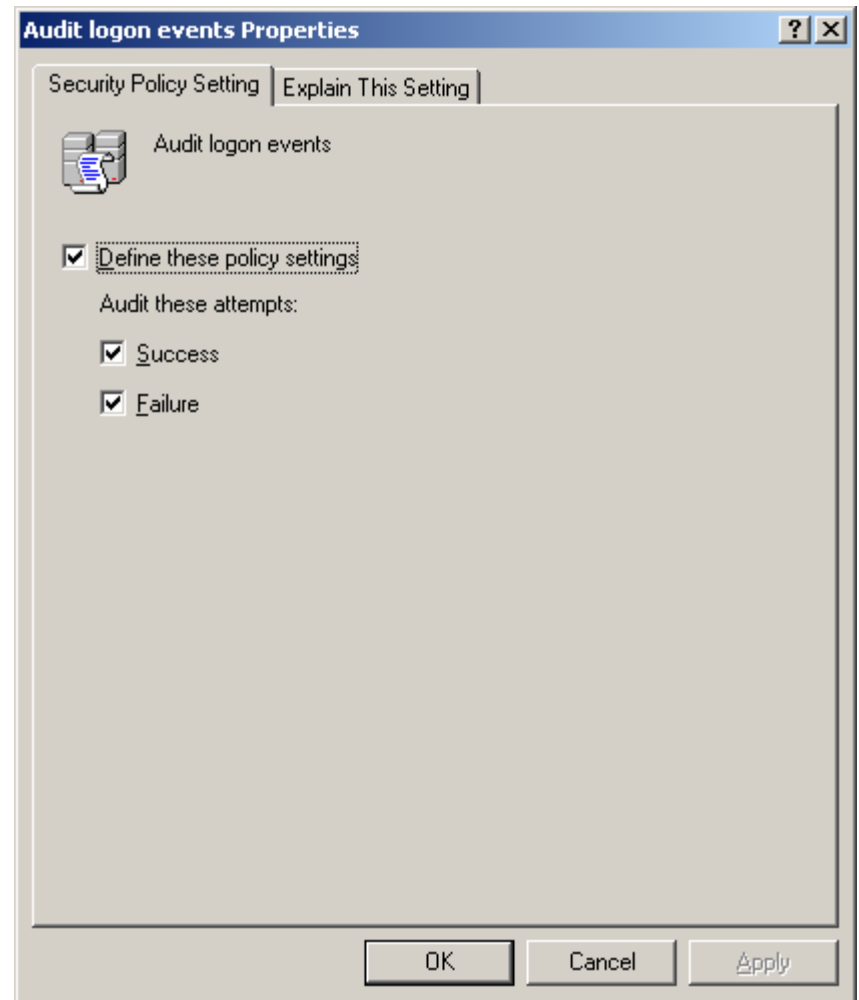 Audit logon events Properties
Security Policy Setting
Explain This Setting
Audit logon events
Define these policy settings
Audit these attempts:
Success
Failure
OK
Cancel
Apply